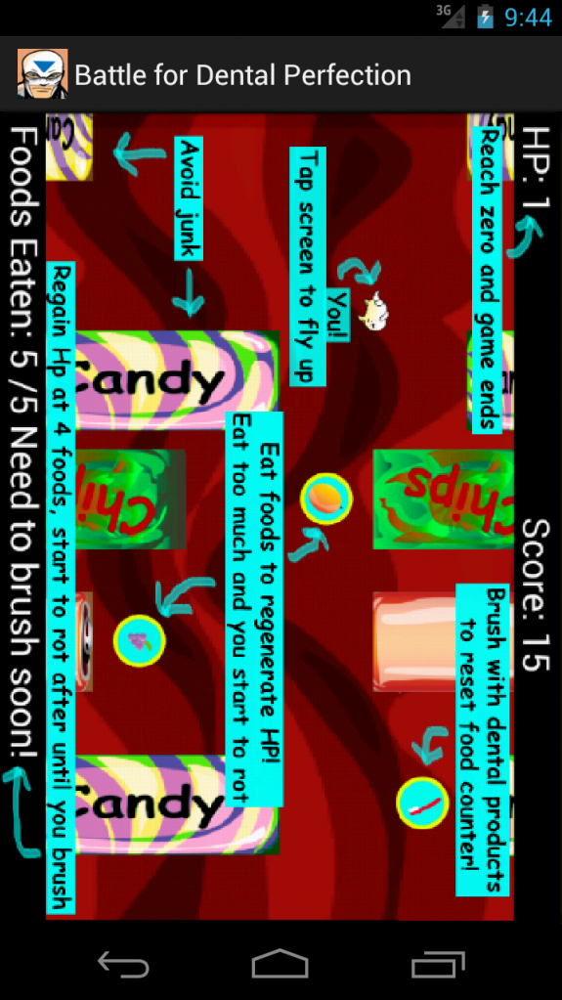 3G
9:44
Battle for Dental Perfection
HP: 1
Score: 15
Reach zero and game ends
Brush with dental products
to reset food counter!
Chips
Tap screen to fly up
You!
Eat foods to regenerate HP!
Eat too much and you start to rot
Avoid junk
Candy
Candy
Regain Hp at 4 foods, start to rot after until you brush
Foods Eaten: 5 /5 Need to brush soon!